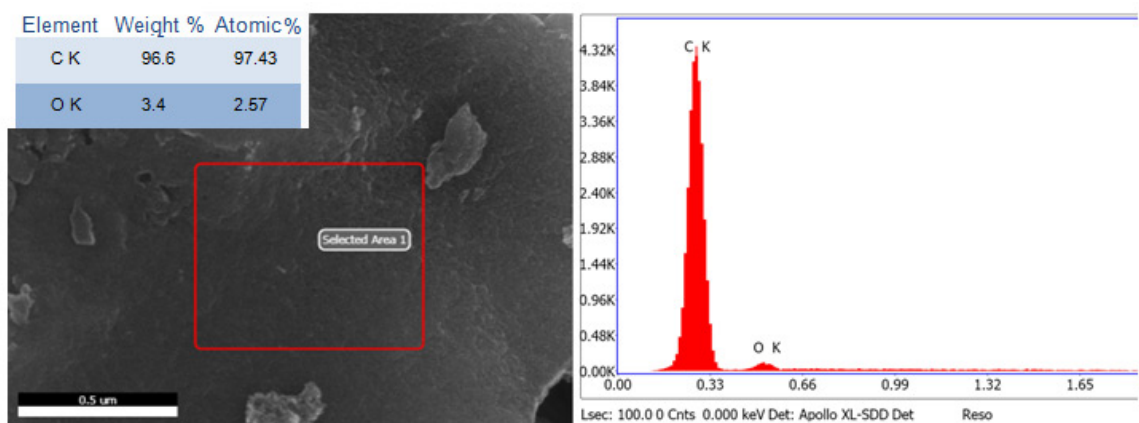 Element Weight % Atomic %
C K 96.6 97.43
O K 3.4 2.57
Selected Area 1
0.5 um
C K
4.32K
3.84K
3.36K
2.88K
2.40K
1.92K
1.44K
0.96K
0.48K
0.00K
O K
0.00 0.33 0.66 0.99 1.32 1.65
Lsec: 100.0 0 Cnts 0.000 keV Det: Apollo XL-SDD Det Reso